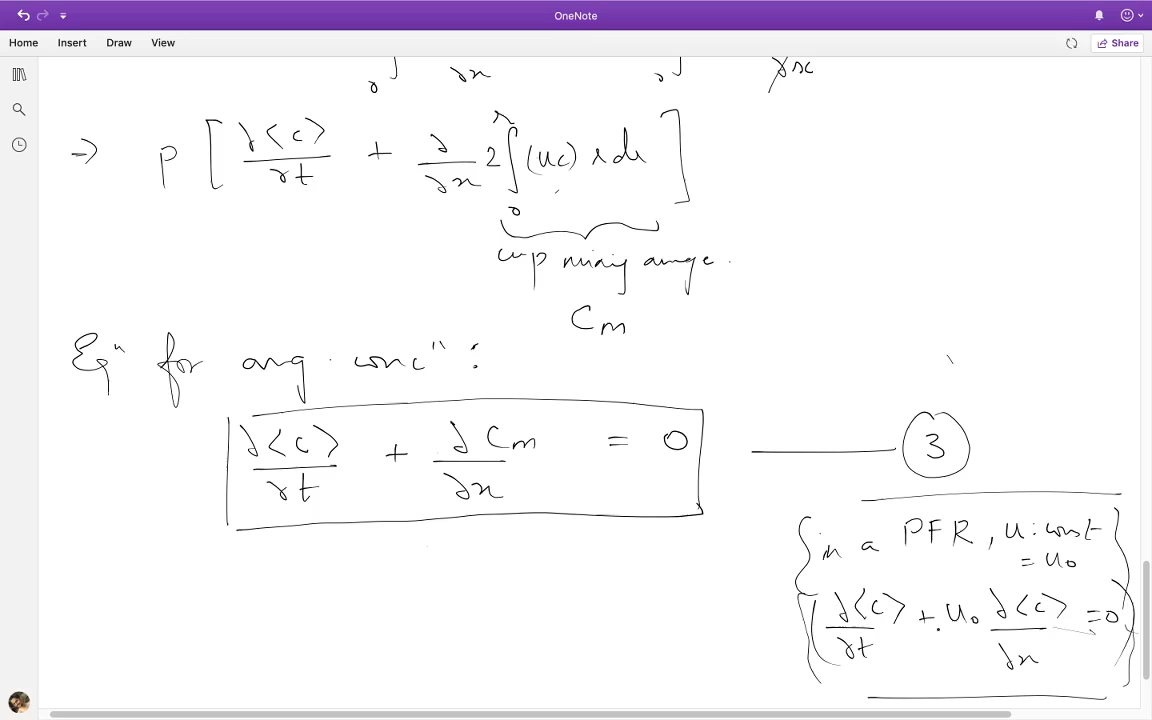 OneNote
Home Insert Draw View Share
∂x ∂x
⇒ p [ ∂⟨c⟩/∂t + ∂/∂x 2∫₀ (uc) r dr ]
cup mixing average.
Cm
Eqⁿ for avg. concⁿ :
∂⟨c⟩/∂t + ∂Cm/∂x = 0 ③
{in a PFR, u: const
= u₀
(∂⟨c⟩/∂t + u₀ ∂⟨c⟩/∂x = 0)}